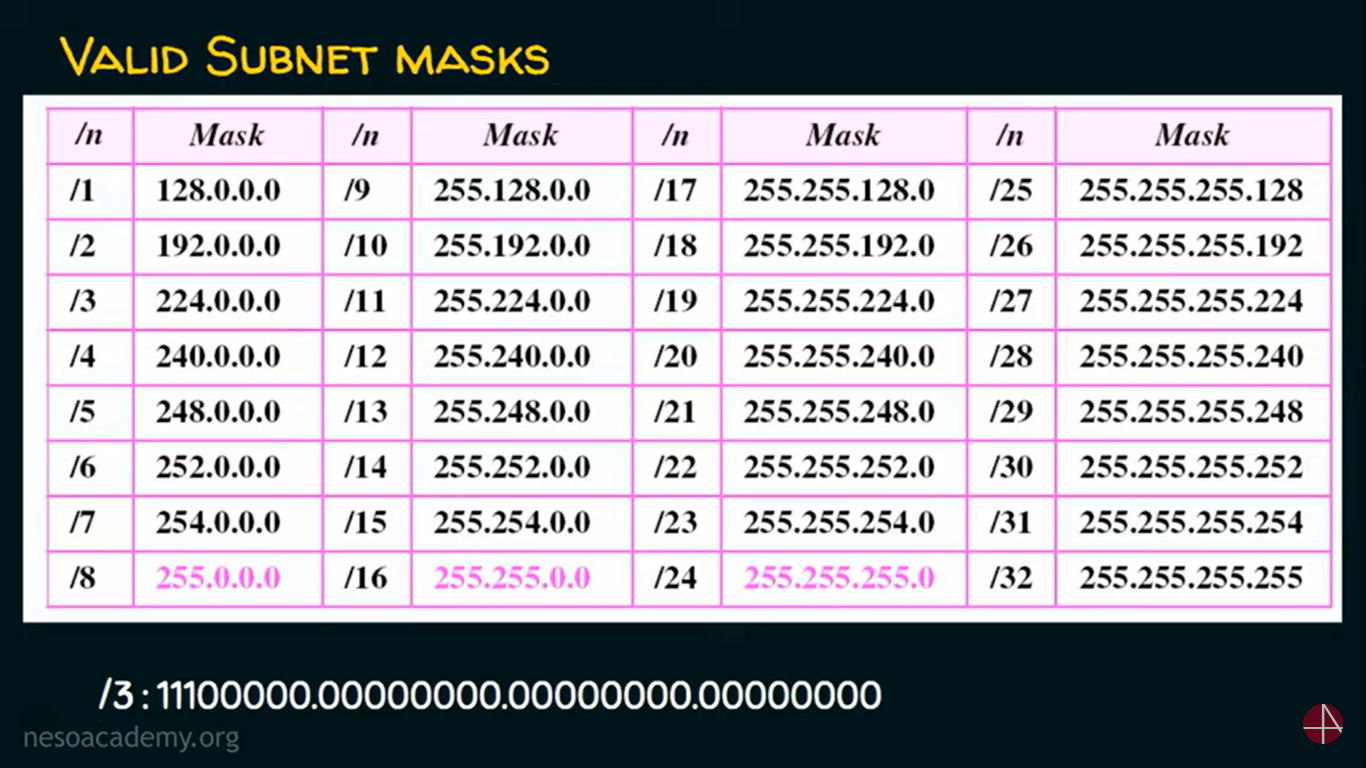 VALID SUBNET MASKS
/n Mask /n Mask /n Mask /n Mask
/1 128.0.0.0 /9 255.128.0.0 /17 255.255.128.0 /25 255.255.255.128
/2 192.0.0.0 /10 255.192.0.0 /18 255.255.192.0 /26 255.255.255.192
/3 224.0.0.0 /11 255.224.0.0 /19 255.255.224.0 /27 255.255.255.224
/4 240.0.0.0 /12 255.240.0.0 /20 255.255.240.0 /28 255.255.255.240
/5 248.0.0.0 /13 255.248.0.0 /21 255.255.248.0 /29 255.255.255.248
/6 252.0.0.0 /14 255.252.0.0 /22 255.255.252.0 /30 255.255.255.252
/7 254.0.0.0 /15 255.254.0.0 /23 255.255.254.0 /31 255.255.255.254
/8 255.0.0.0 /16 255.255.0.0 /24 255.255.255.0 /32 255.255.255.255
/3 : 11100000.00000000.00000000.00000000
nesoacademy.org